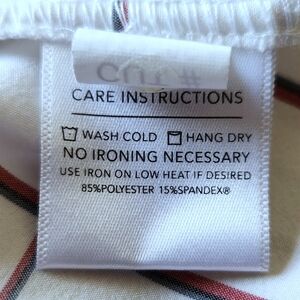 CARE INSTRUCTIONS
WASH COLD HANG DRY
NO IRONING NECESSARY
USE IRON ON LOW HEAT IF DESIRED
85%POLYESTER 15%SPANDEX®